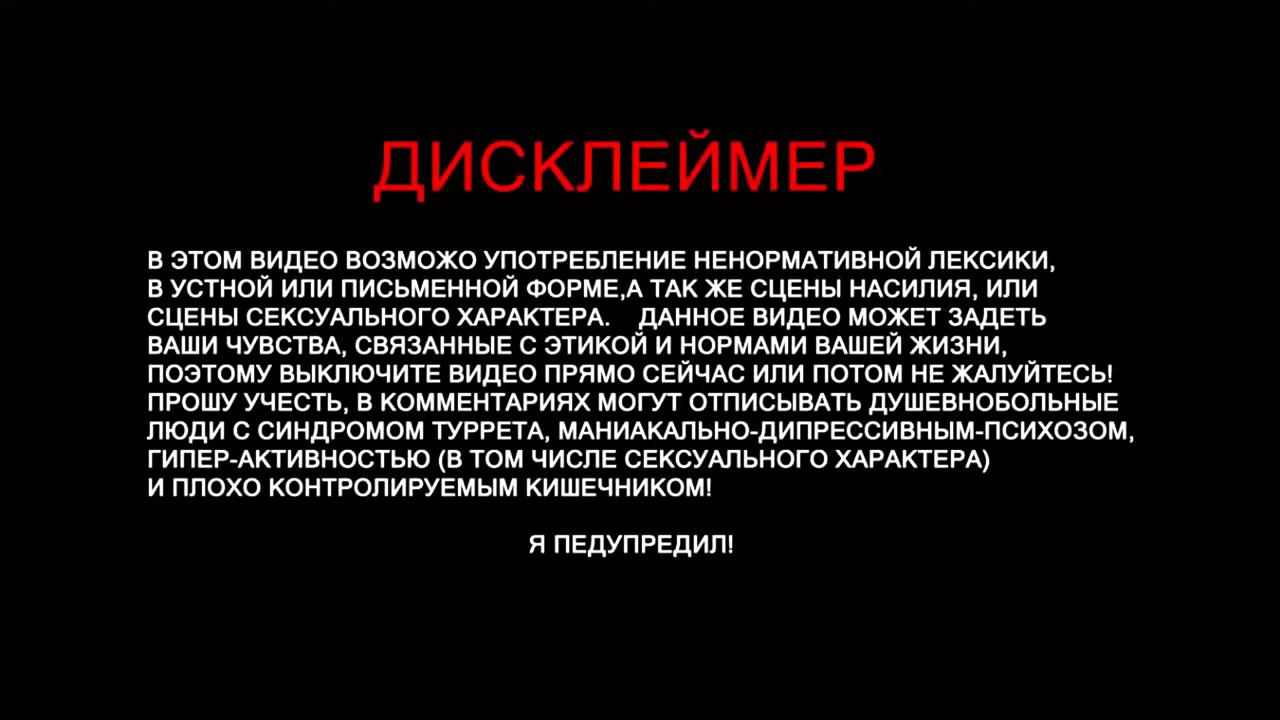 ДИСКЛЕЙМЕР
В ЭТОМ ВИДЕО ВОЗМОЖО УПОТРЕБЛЕНИЕ НЕНОРМАТИВНОЙ ЛЕКСИКИ,
В УСТНОЙ ИЛИ ПИСЬМЕННОЙ ФОРМЕ,А ТАК ЖЕ СЦЕНЫ НАСИЛИЯ, ИЛИ
СЦЕНЫ СЕКСУАЛЬНОГО ХАРАКТЕРА. ДАННОЕ ВИДЕО МОЖЕТ ЗАДЕТЬ
ВАШИ ЧУВСТВА, СВЯЗАННЫЕ С ЭТИКОЙ И НОРМАМИ ВАШЕЙ ЖИЗНИ,
ПОЭТОМУ ВЫКЛЮЧИТЕ ВИДЕО ПРЯМО СЕЙЧАС ИЛИ ПОТОМ НЕ ЖАЛУЙТЕСЬ!
ПРОШУ УЧЕСТЬ, В КОММЕНТАРИЯХ МОГУТ ОТПИСЫВАТЬ ДУШЕВНОБОЛЬНЫЕ
ЛЮДИ С СИНДРОМОМ ТУРРЕТА, МАНИАКАЛЬНО-ДИПРЕССИВНЫМ-ПСИХОЗОМ,
ГИПЕР-АКТИВНОСТЬЮ (В ТОМ ЧИСЛЕ СЕКСУАЛЬНОГО ХАРАКТЕРА)
И ПЛОХО КОНТРОЛИРУЕМЫМ КИШЕЧНИКОМ!
Я ПЕДУПРЕДИЛ!